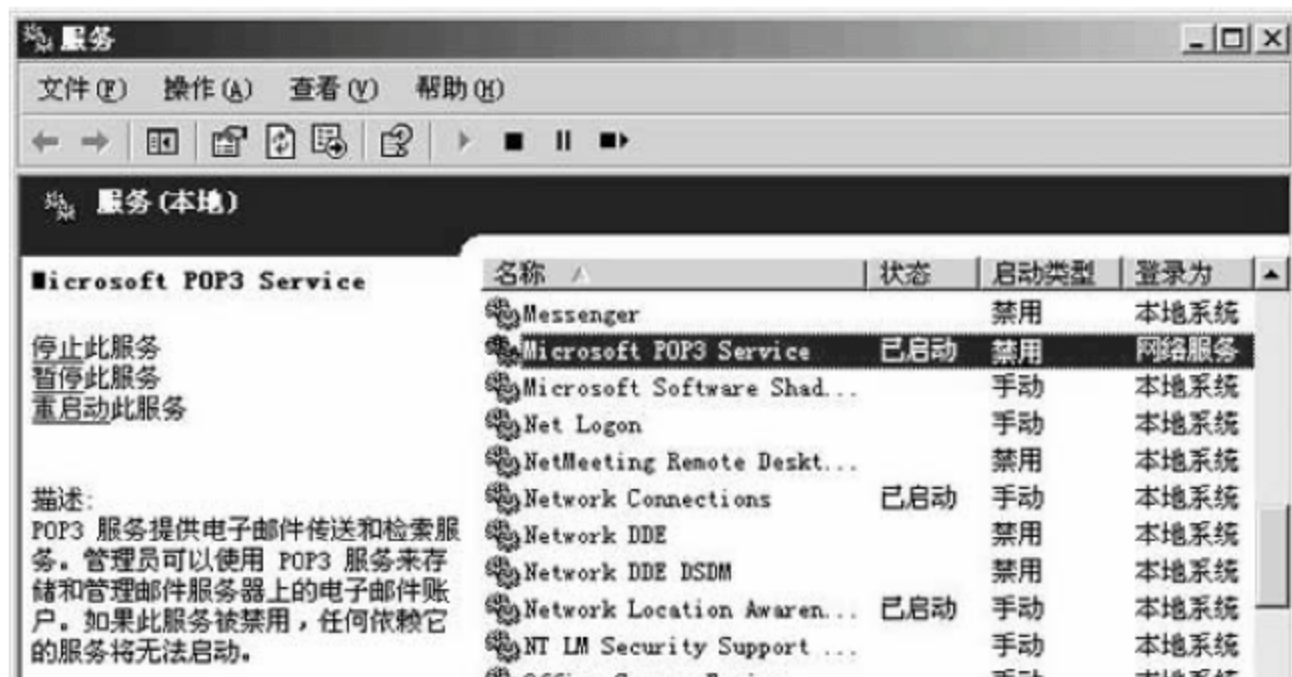 服务
文件(F) 操作(A) 查看(V) 帮助(H)
服务(本地)
Microsoft POP3 Service
停止此服务
暂停此服务
重启动此服务
描述:
POP3 服务提供电子邮件传送和检索服
务。管理员可以使用 POP3 服务来存
储和管理邮件服务器上的电子邮件账
户。如果此服务被禁用，任何依赖它
的服务将无法启动。
名称 状态 启动类型 登录为
Messenger 禁用 本地系统
Microsoft POP3 Service 已启动 禁用 网络服务
Microsoft Software Shad... 手动 本地系统
Net Logon 手动 本地系统
NetMeeting Remote Deskt... 禁用 本地系统
Network Connections 已启动 手动 本地系统
Network DDE 禁用 本地系统
Network DDE DSDM 禁用 本地系统
Network Location Awaren... 已启动 手动 本地系统
NT LM Security Support ... 手动 本地系统